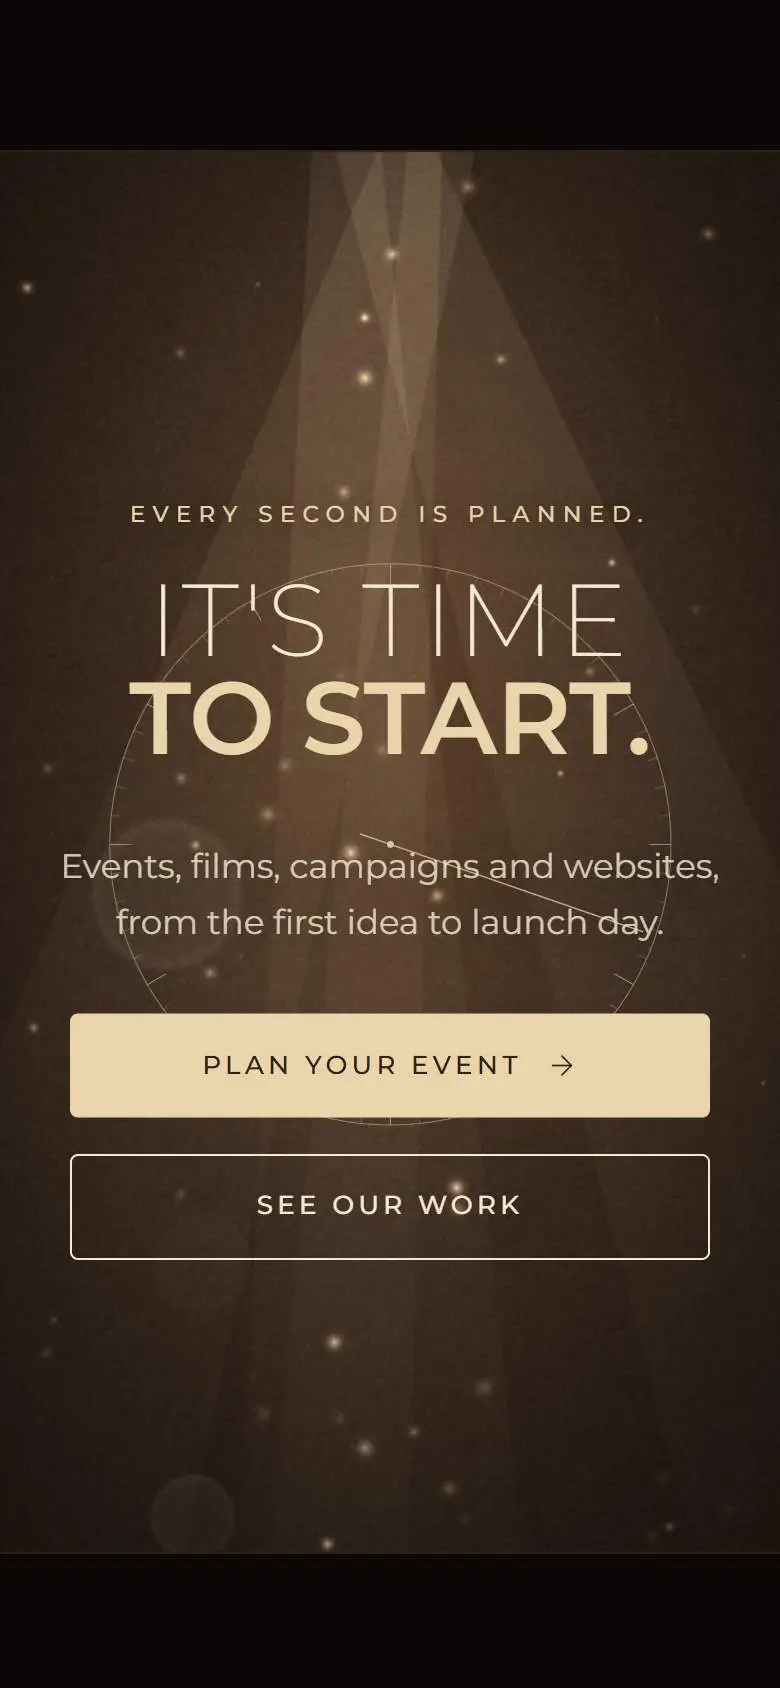 EVERY SECOND IS PLANNED.
IT'S TIME
TO START.
Events, films, campaigns and websites,
from the first idea to launch day.
PLAN YOUR EVENT →
SEE OUR WORK